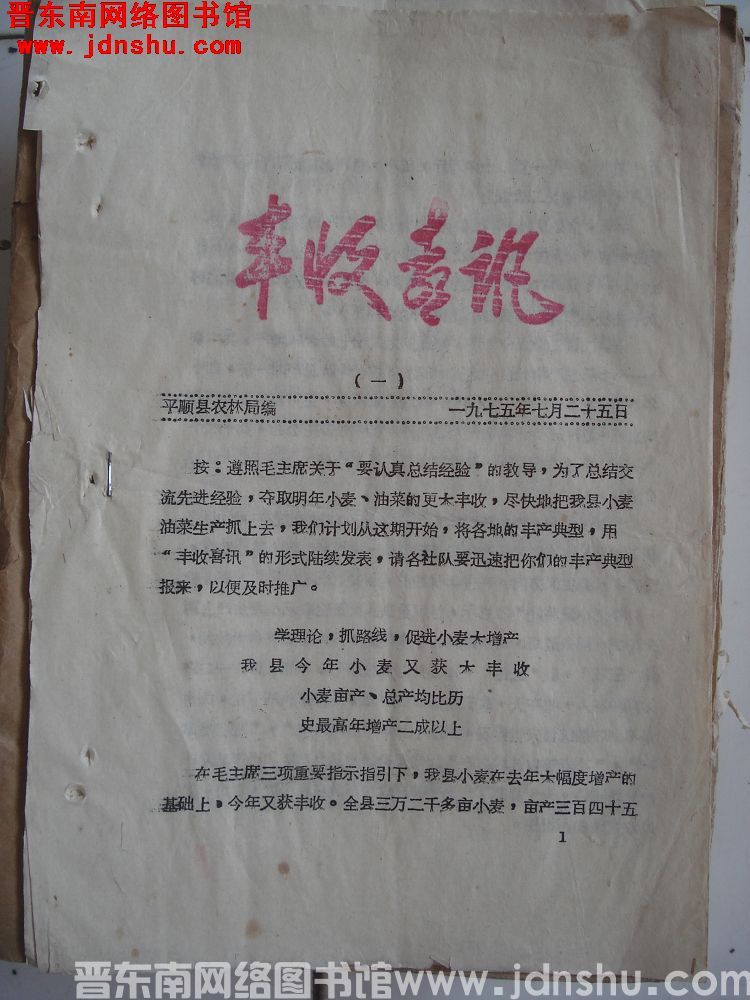 晋东南网络图书馆
www.jdnshu.com
丰收喜讯
(一)
平顺县农林局编 一九七五年七月二十五日
按：遵照毛主席关于“要认真总结经验”的教导，为了总结交
流先进经验，夺取明年小麦、油菜的更大丰收，尽快地把我县小麦
油菜生产抓上去，我们计划从这期开始，将各地的丰产典型，用
“丰收喜讯”的形式陆续发表，请各社队要迅速把你们的丰产典型
报来，以便及时推广。
学理论，抓路线，促进小麦大增产
我县今年小麦又获大丰收
小麦亩产、总产均比历
史最高年增产二成以上
在毛主席三项重要指示指引下，我县小麦在去年大幅度增产的
基础上，今年又获丰收。全县三万二千多亩小麦，亩产三百四十五
1
晋东南网络图书馆www.jdnshu.com